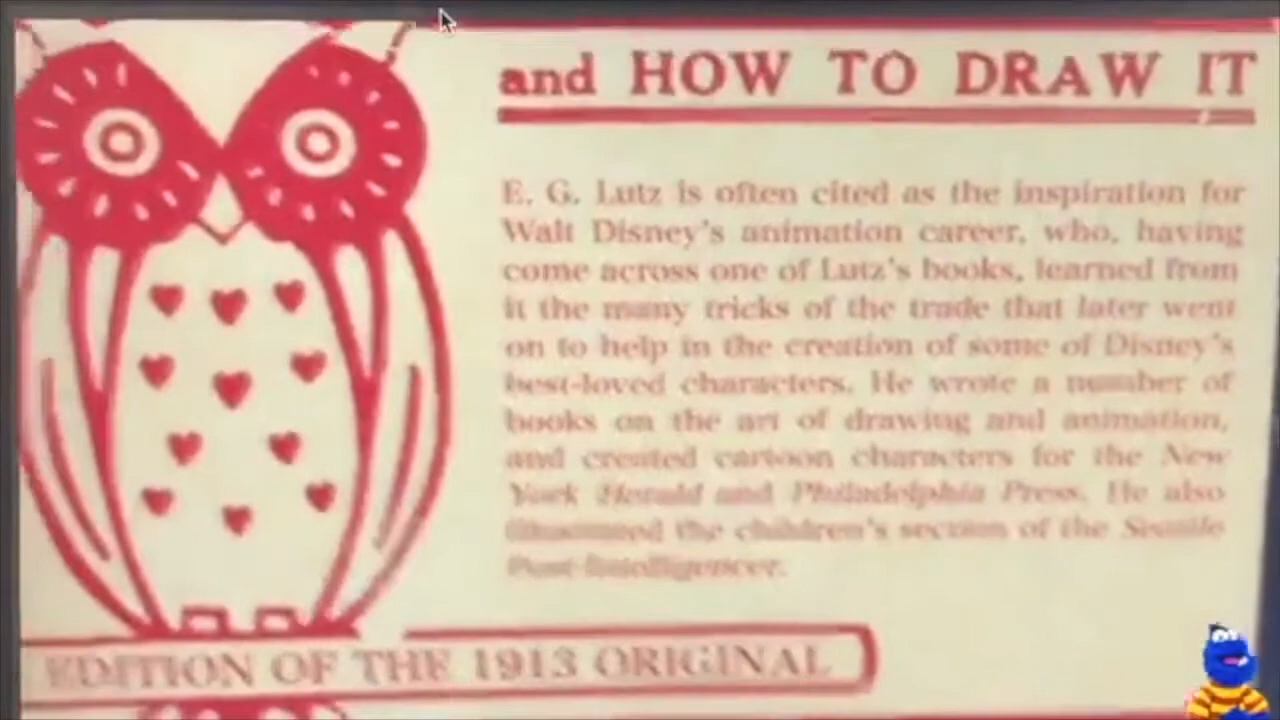 and HOW TO DRAW IT
E. G. Lutz is often cited as the inspiration for
Walt Disney's animation career, who, having
come across one of Lutz's books, learned from
it the many tricks of the trade that later went
on to help in the creation of some of Disney's
best-loved characters. He wrote a number of
books on the art of drawing and animation,
and created cartoon characters for the New
York Herald and Philadelphia Press. He also
illustrated the children's section of the Seattle
Post-Intelligencer.
EDITION OF THE 1913 ORIGINAL